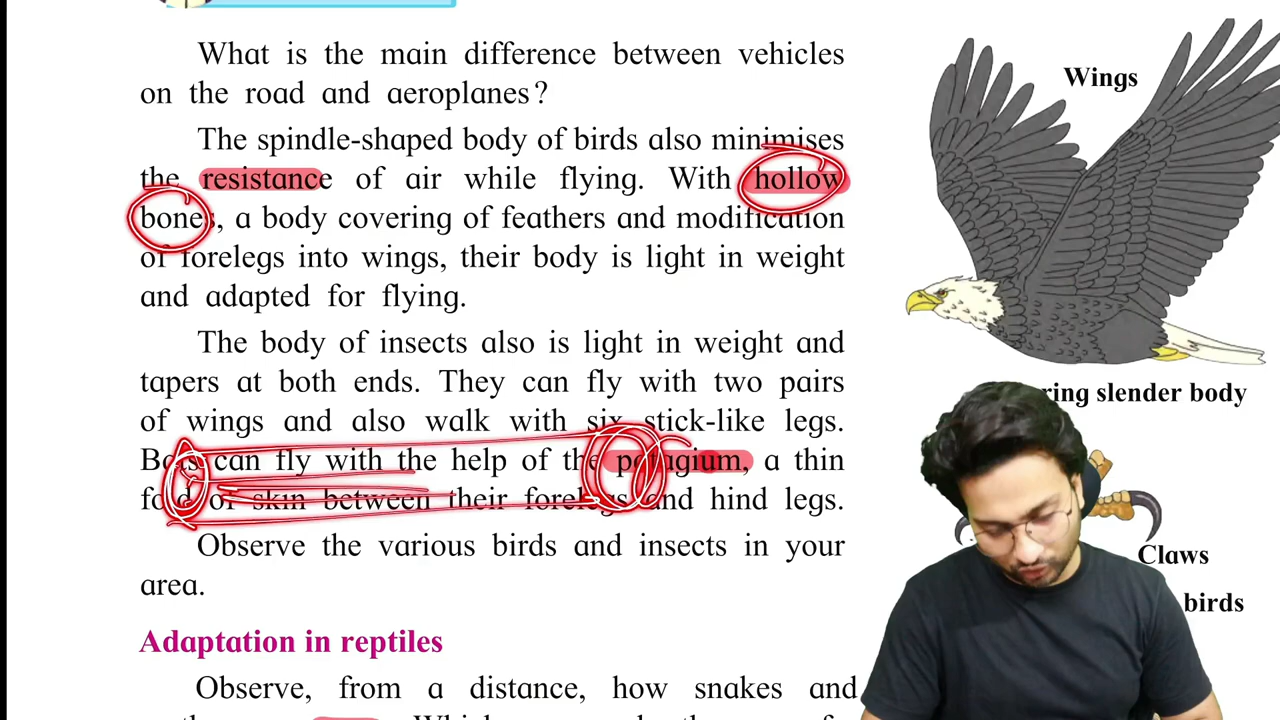 What is the main difference between vehicles
on the road and aeroplanes?
The spindle-shaped body of birds also minimises
the resistance of air while flying. With hollow
bones, a body covering of feathers and modification
of forelegs into wings, their body is light in weight
and adapted for flying.
The body of insects also is light in weight and
tapers at both ends. They can fly with two pairs
of wings and also walk with six stick-like legs.
Bats can fly with the help of the patagium, a thin
fold of skin between their forelegs and hind legs.
Observe the various birds and insects in your
area.
Adaptation in reptiles
Observe, from a distance, how snakes and
Wings
slender body
Claws
birds